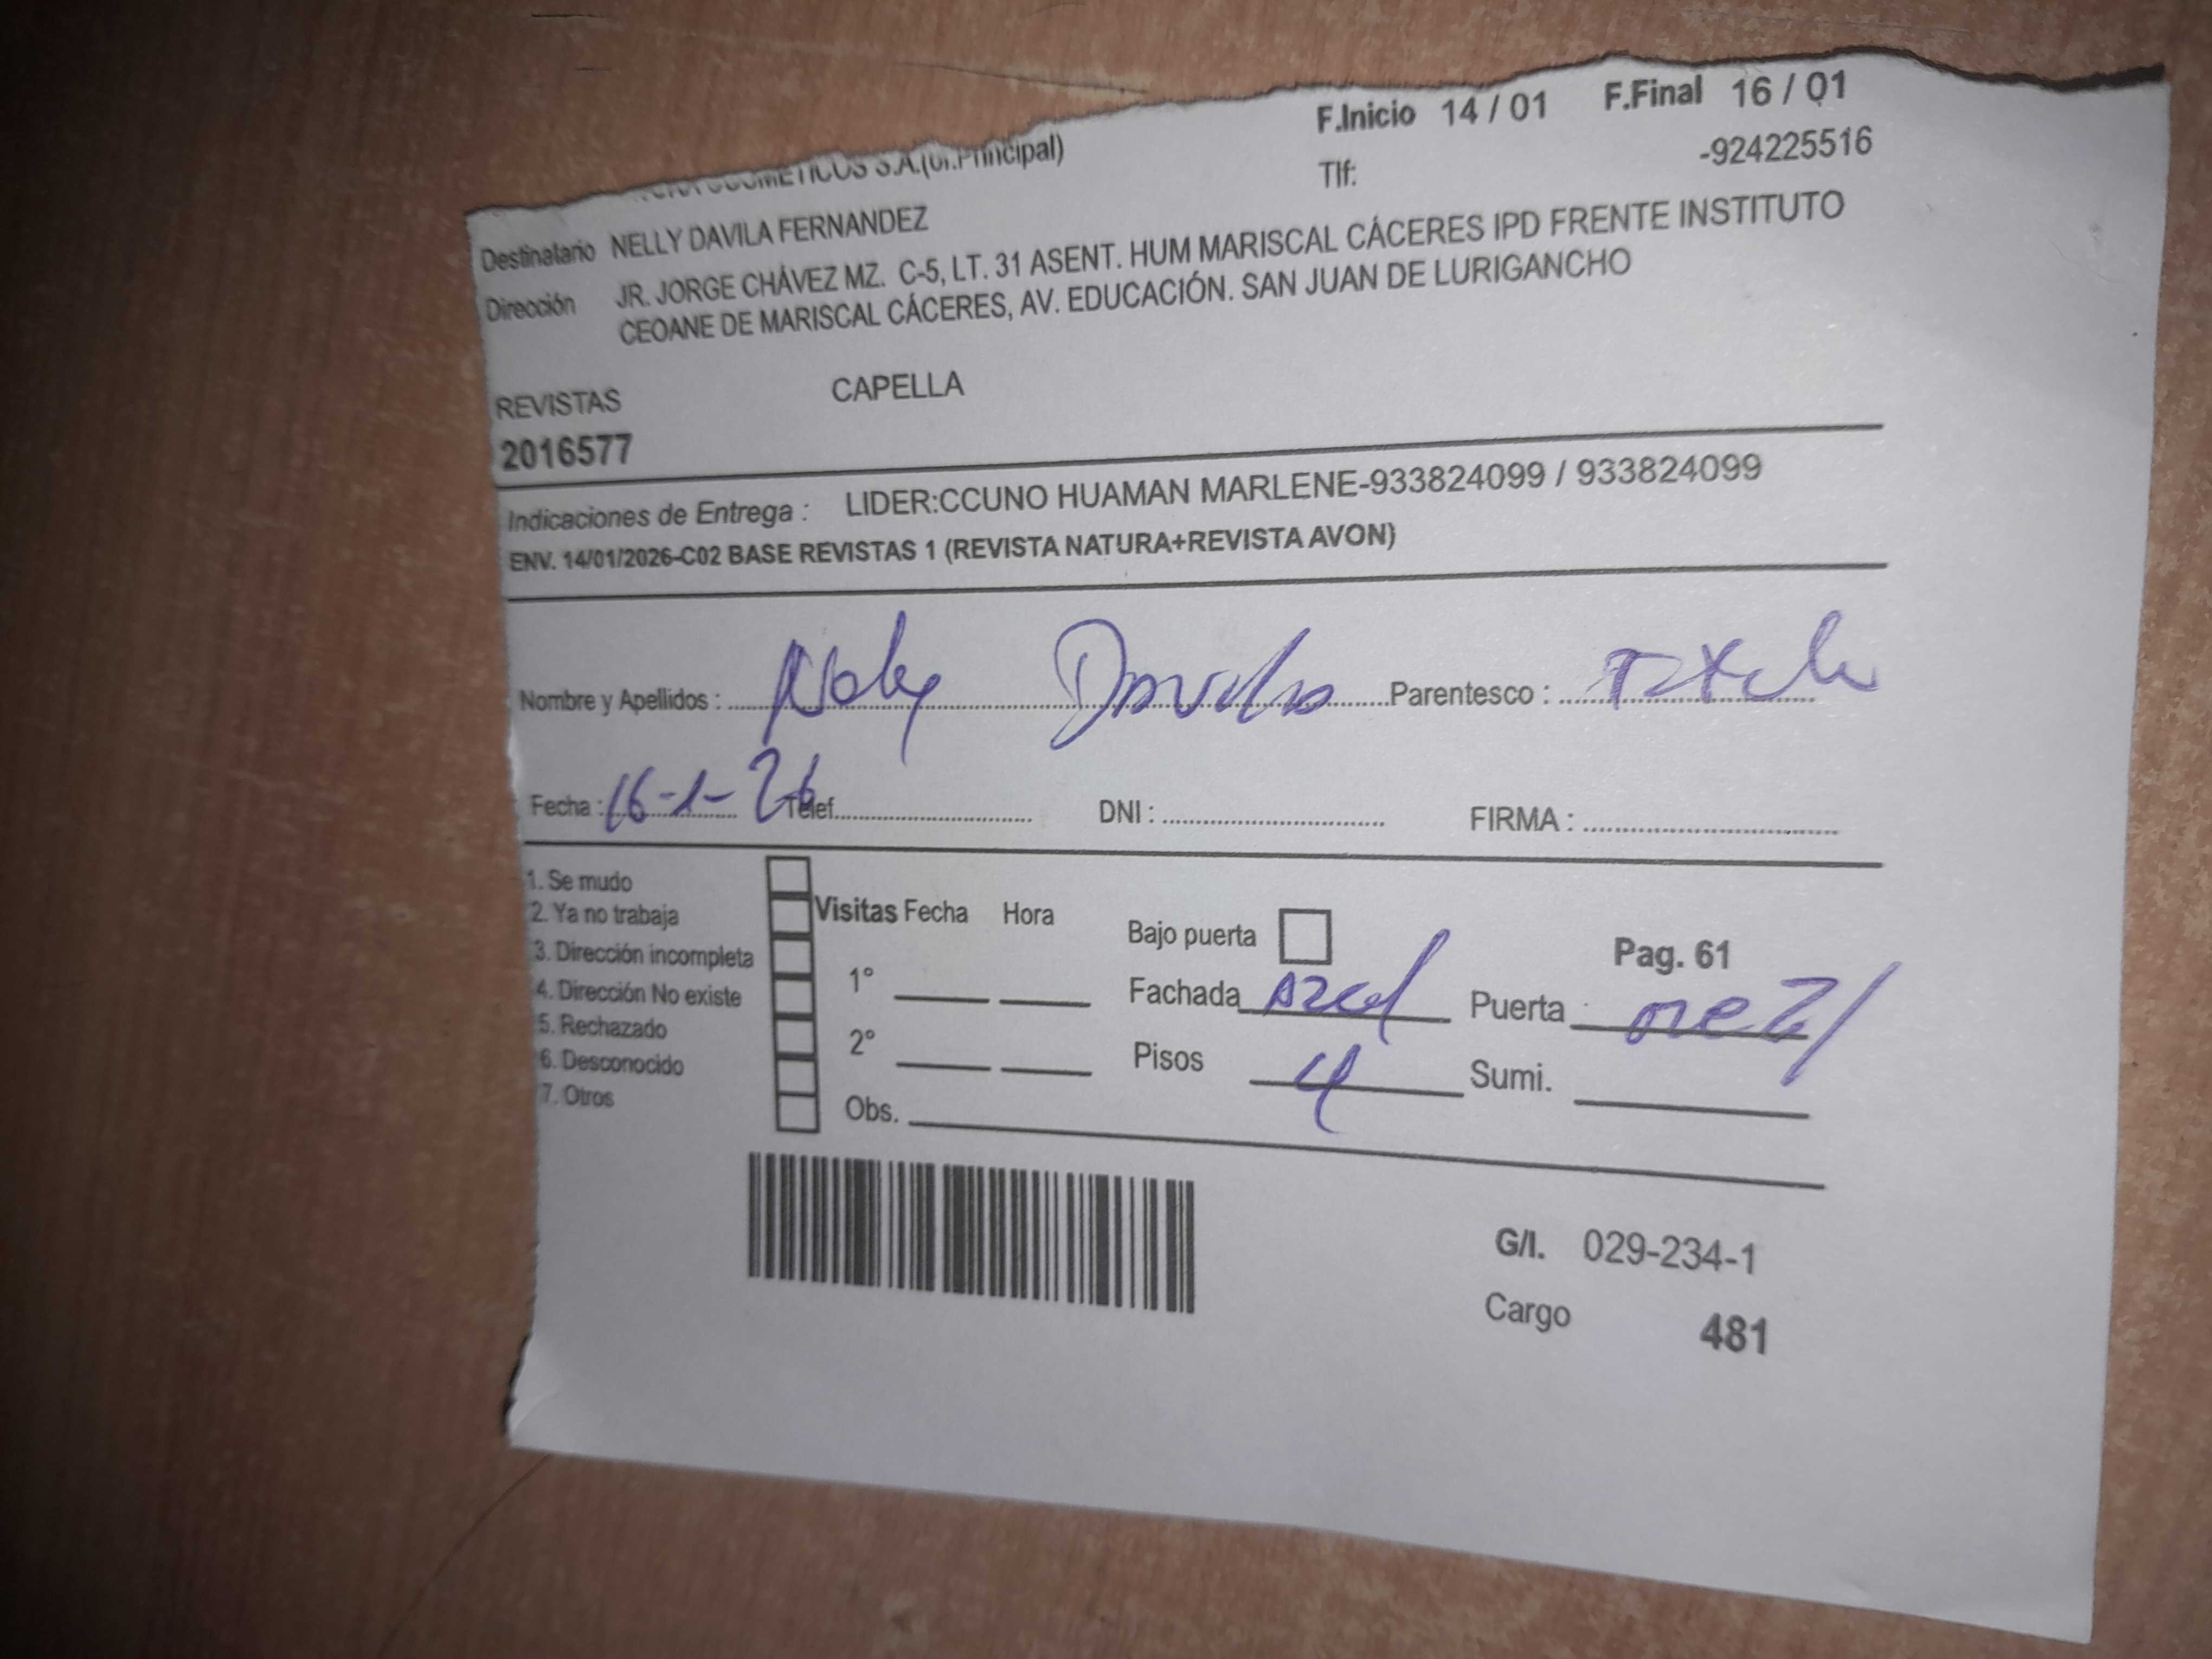 S.A.(Of.Principal) F.Inicio 14 / 01 F.Final 16 / 01
Tlf: -924225516
Destinatario NELLY DAVILA FERNANDEZ
Dirección JR. JORGE CHÁVEZ MZ. C-5, LT. 31 ASENT. HUM MARISCAL CÁCERES IPD FRENTE INSTITUTO
CEOANE DE MARISCAL CÁCERES, AV. EDUCACIÓN. SAN JUAN DE LURIGANCHO
REVISTAS CAPELLA
2016577
Indicaciones de Entrega : LIDER:CCUNO HUAMAN MARLENE-933824099 / 933824099
ENV. 14/01/2026-C02 BASE REVISTAS 1 (REVISTA NATURA+REVISTA AVON)
Nombre y Apellidos : Davila Parentesco :
Fecha : 16-1-26 Telef. DNI : FIRMA :
1. Se mudo
2. Ya no trabaja
3. Dirección incompleta
4. Dirección No existe
5. Rechazado
6. Desconocido
7. Otros
Visitas Fecha Hora
1°
2°
Obs.
Bajo puerta
Pag. 61
Fachada Azul Puerta
Pisos 4 Sumi.
G/I. 029-234-1
Cargo 481